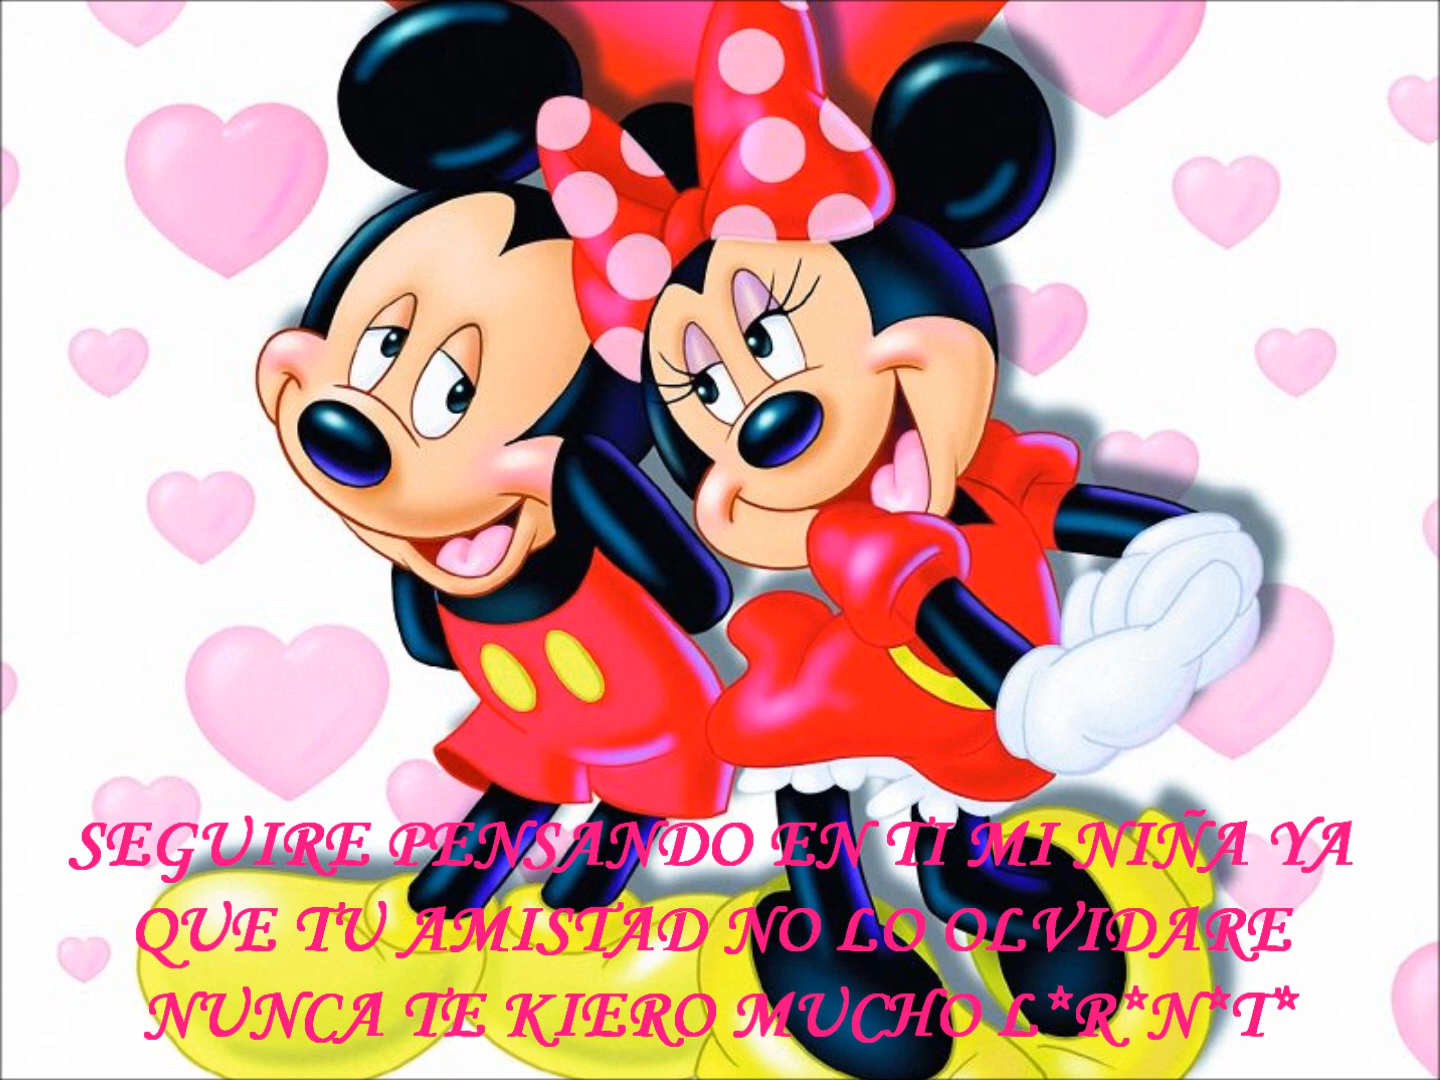 SEGUIRE PENSANDO EN TI MI NIÑA YA
QUE TU AMISTAD NO LO OLVIDARE
NUNCA TE KIERO MUCHO L*R*N*T*